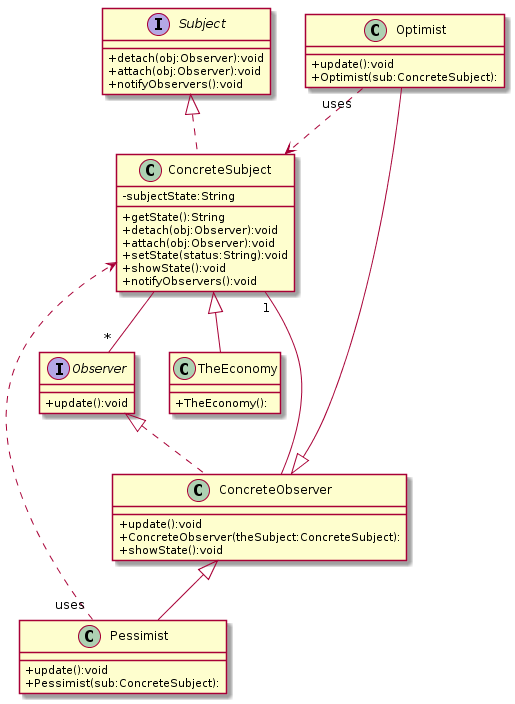 I Subject
+detach(obj:Observer):void
+attach(obj:Observer):void
+notifyObservers():void
C Optimist
+update():void
+Optimist(sub:ConcreteSubject):
uses
C ConcreteSubject
-subjectState:String
+getState():String
+detach(obj:Observer):void
+attach(obj:Observer):void
+setState(status:String):void
+showState():void
+notifyObservers():void
1
*
I Observer
+update():void
C TheEconomy
+TheEconomy():
C ConcreteObserver
+update():void
+ConcreteObserver(theSubject:ConcreteSubject):
+showState():void
uses
C Pessimist
+update():void
+Pessimist(sub:ConcreteSubject):